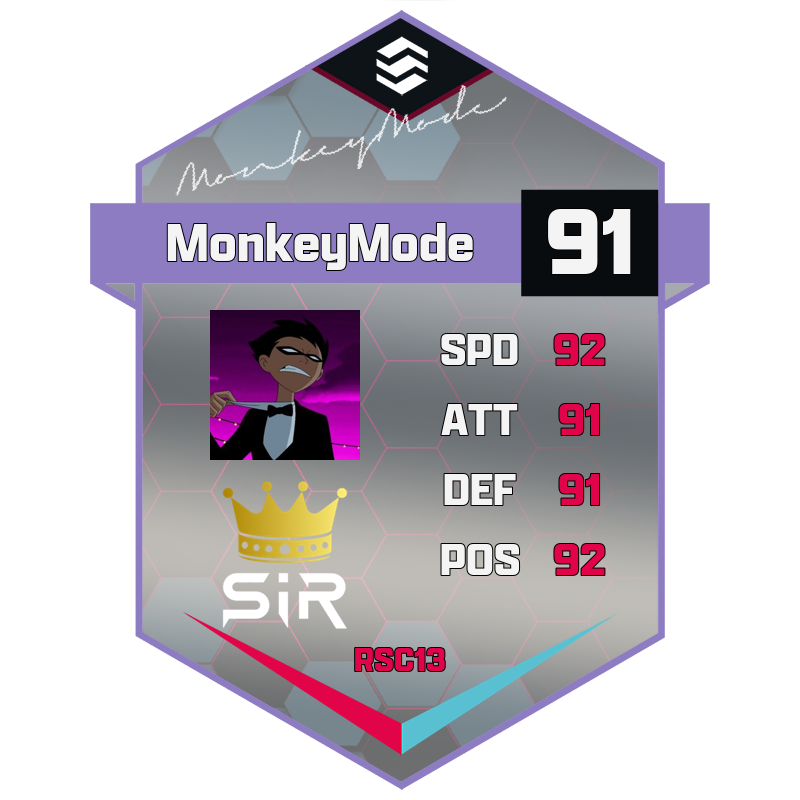 MonkeyMode
MonkeyMode 91
SPD 92
ATT 91
DEF 91
POS 92
SiR
RSC13